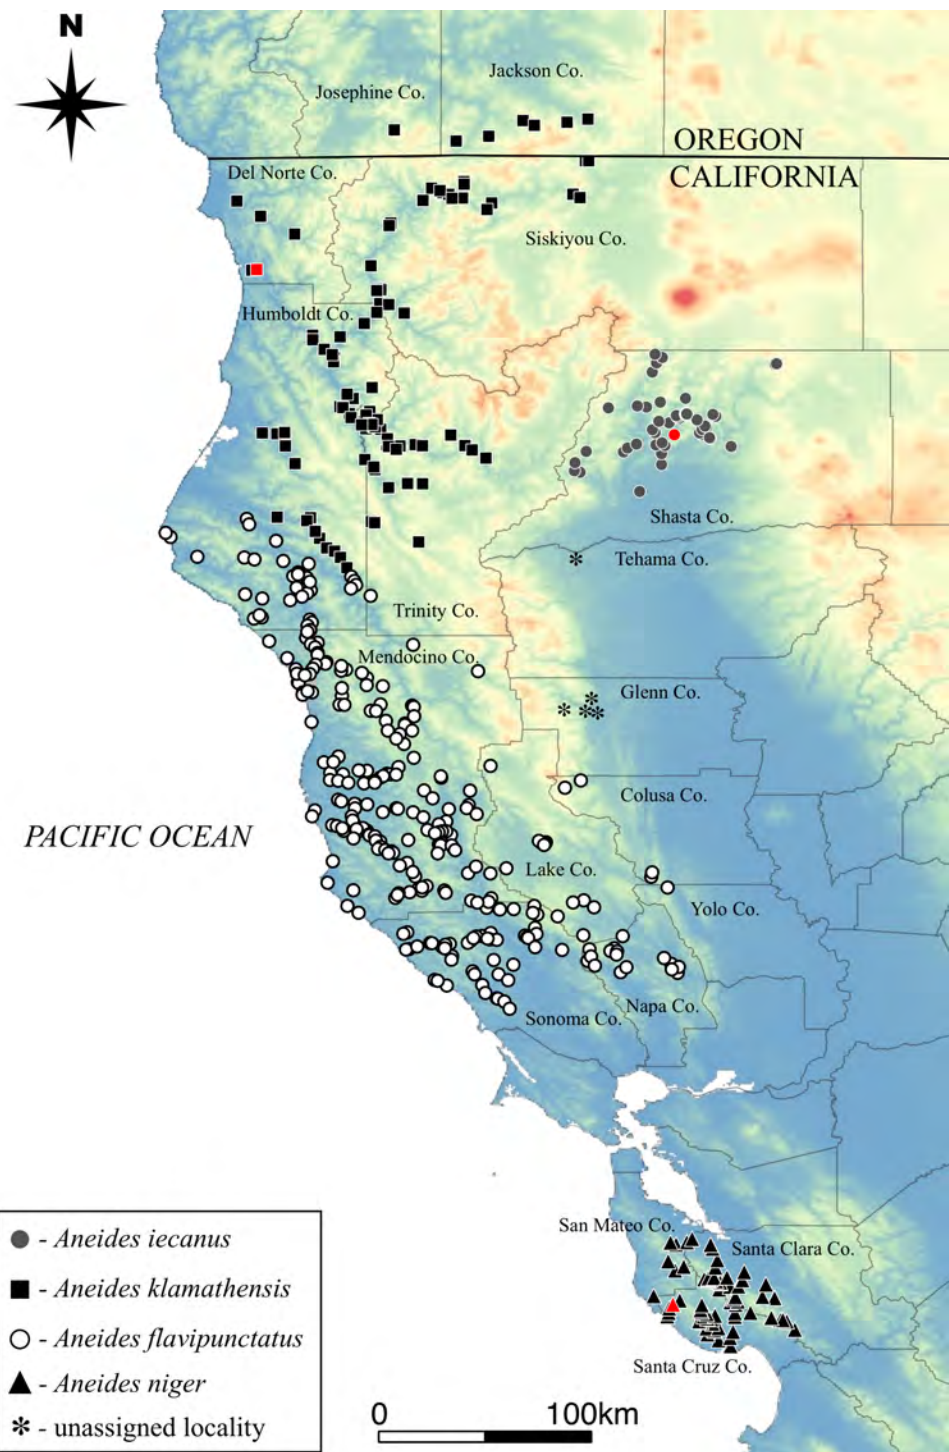 N
Jackson Co.
Josephine Co.
OREGON
Del Norte Co.
CALIFORNIA
Siskiyou Co.
Humboldt Co.
Shasta Co.
Tehama Co.
Trinity Co.
Mendocino Co.
Glenn Co.
Colusa Co.
PACIFIC OCEAN
Lake Co.
Yolo Co.
Napa Co.
Sonoma Co.
San Mateo Co.
Santa Clara Co.
Santa Cruz Co.
- Aneides iecanus
- Aneides klamathensis
- Aneides flavipunctatus
- Aneides niger
* - unassigned locality
0 100km